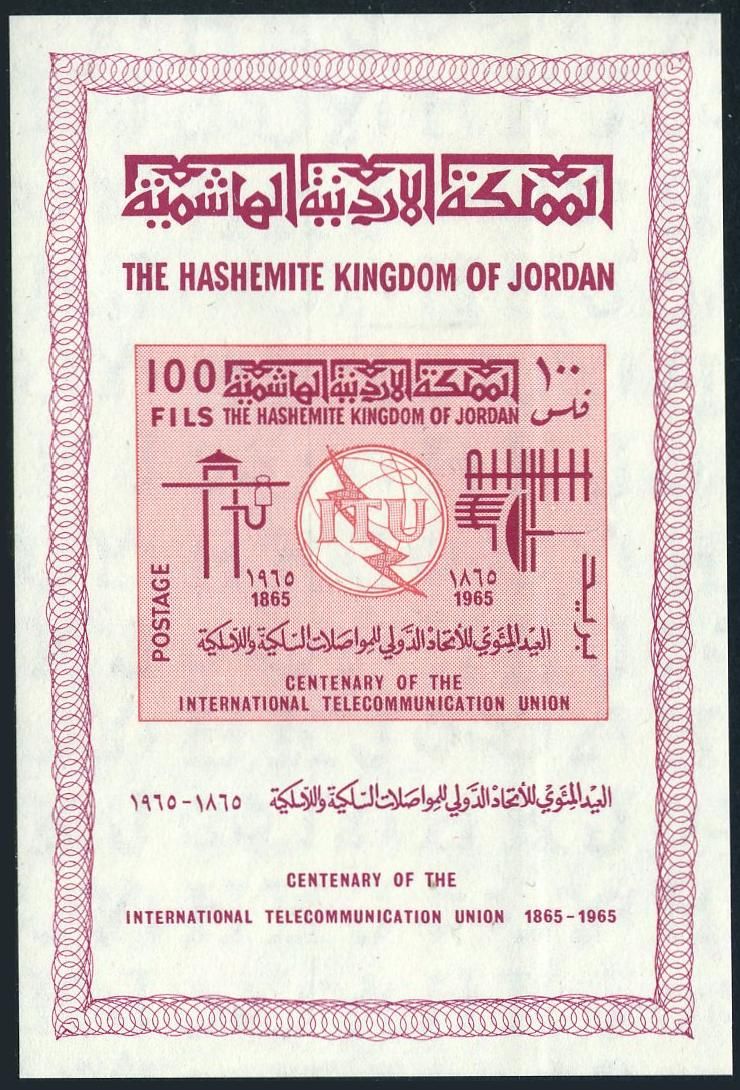 المملكة الاردنية الهاشمية
THE HASHEMITE KINGDOM OF JORDAN
100 المملكة الاردنية الهاشمية ١٠٠
FILS THE HASHEMITE KINGDOM OF JORDAN فلس
ITU
١٩٦٥ ١٨٦٥
1865 1965
POSTAGE بريد
العيد المئوي للأتحاد الدولي للمواصلات السلكية واللاسلكية
CENTENARY OF THE
INTERNATIONAL TELECOMMUNICATION UNION
العيد المئوي للأتحاد الدولي للمواصلات السلكية واللاسلكية ١٨٦٥-١٩٦٥
CENTENARY OF THE
INTERNATIONAL TELECOMMUNICATION UNION 1865-1965